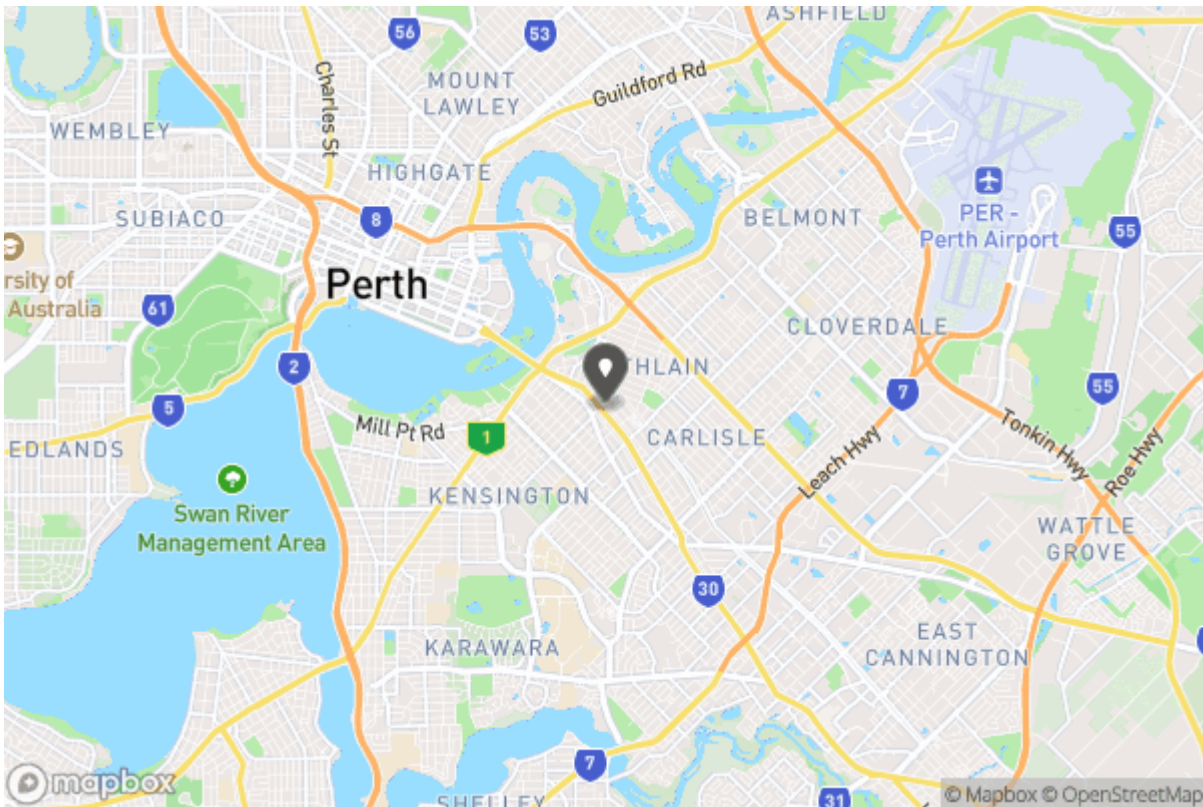 ASHFIELD
56
53
MOUNT
LAWLEY
Guildford Rd
Charles St
WEMBLEY
HIGHGATE
SUBIACO
8
BELMONT
PER -
Perth Airport
55
rsity of
Australia
61
Perth
CLOVERDALE
2
THLAIN
7
55
5
Mill Pt Rd
1
CARLISLE
Leach Hwy
Tonkin Hwy
Roe Hwy
EDLANDS
KENSINGTON
Swan River
Management Area
WATTLE
GROVE
30
KARAWARA
EAST
CANNINGTON
7
mapbox
SHELLEY
31
© Mapbox © OpenStreetMap